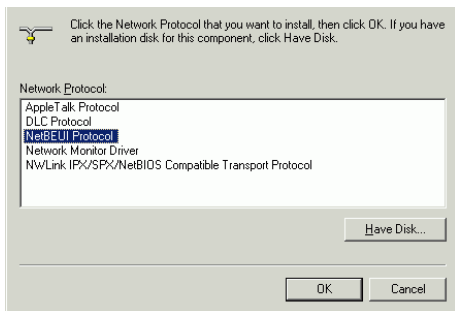 Click the Network Protocol that you want to install, then click OK. If you have
an installation disk for this component, click Have Disk.
Network Protocol:
AppleTalk Protocol
DLC Protocol
NetBEUI Protocol
Network Monitor Driver
NWLink IPX/SPX/NetBIOS Compatible Transport Protocol
Have Disk...
OK
Cancel